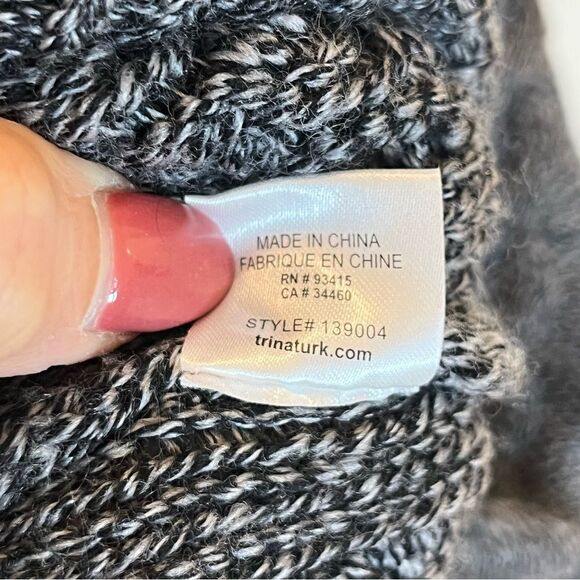 MADE IN CHINA
FABRIQUE EN CHINE
RN # 93415
CA # 34460
STYLE# 139004
trinaturk.com